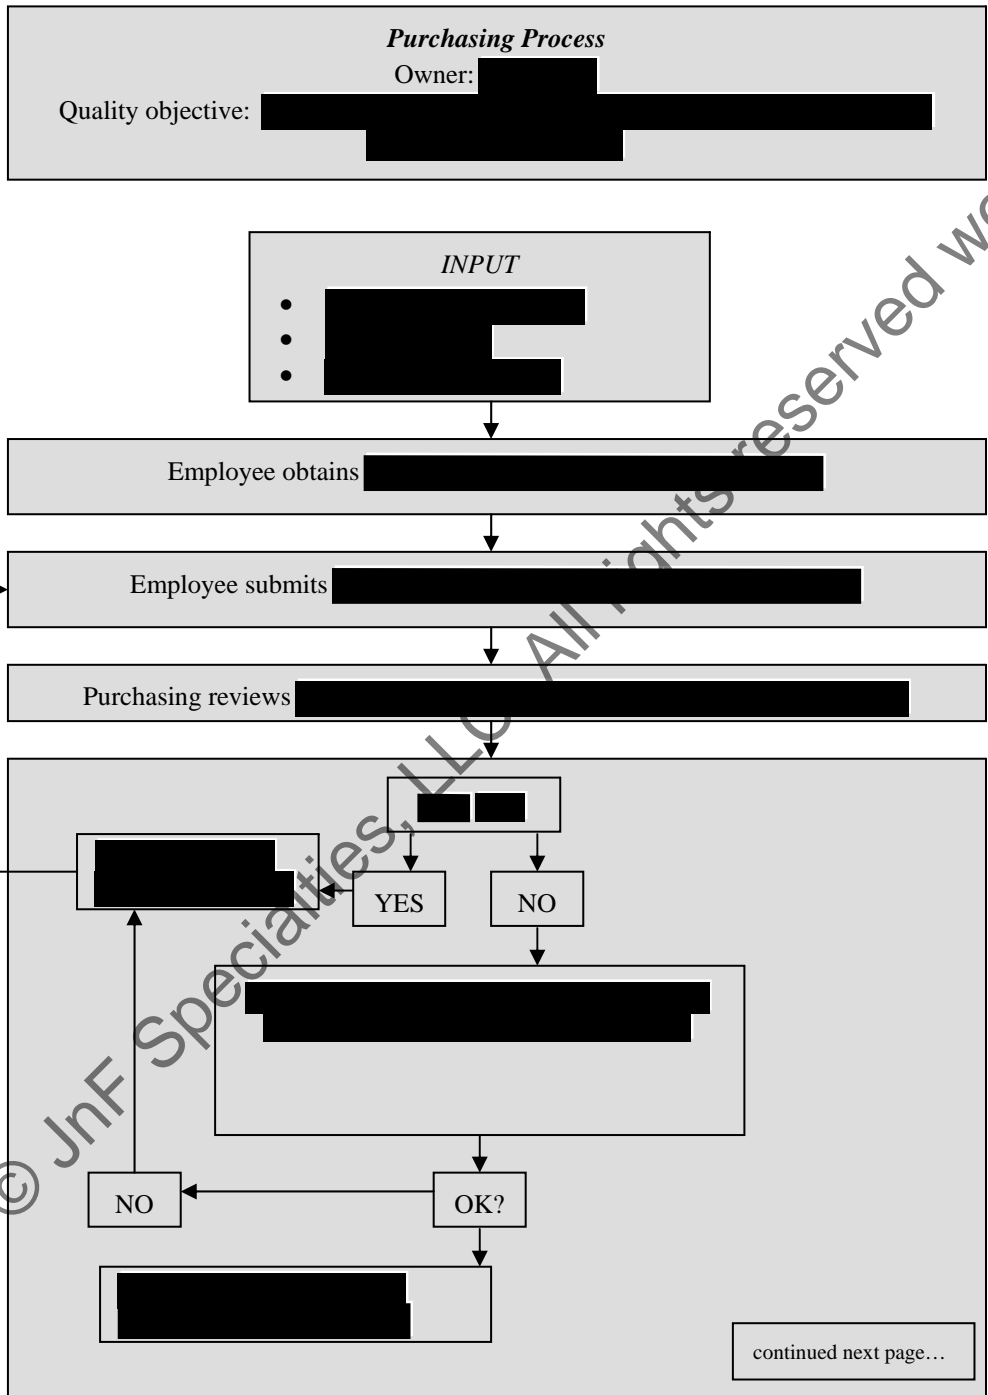 Purchasing Process
Owner:
Quality objective:
INPUT
Employee obtains
Employee submits
Purchasing reviews
YES
NO
NO
OK?
continued next page…
© JnF Specialties, LLC. All rights reserved